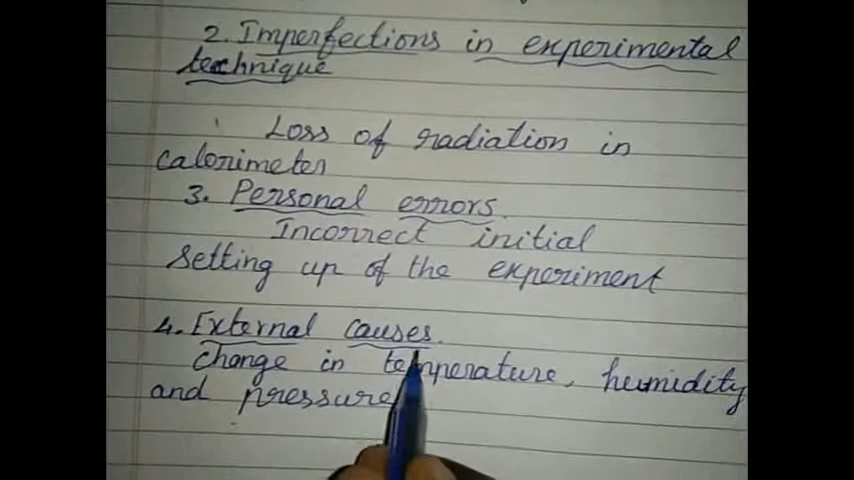 2. Imperfections in experimental
technique
Loss of radiation in
calorimeter
3. Personal errors.
Incorrect initial
setting up of the experiment
4. External causes.
change in temperature, humidity
and pressure